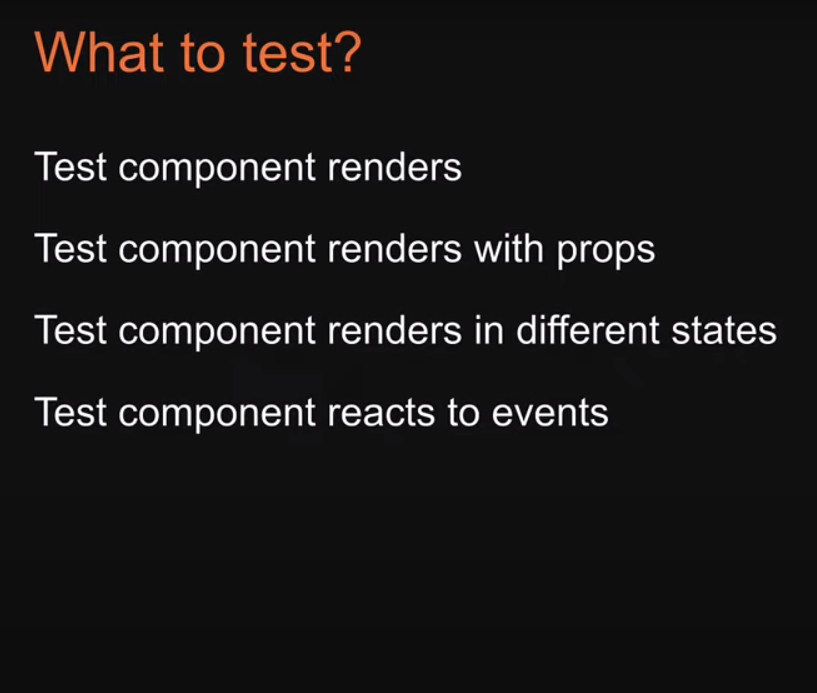 What to test?
Test component renders
Test component renders with props
Test component renders in different states
Test component reacts to events